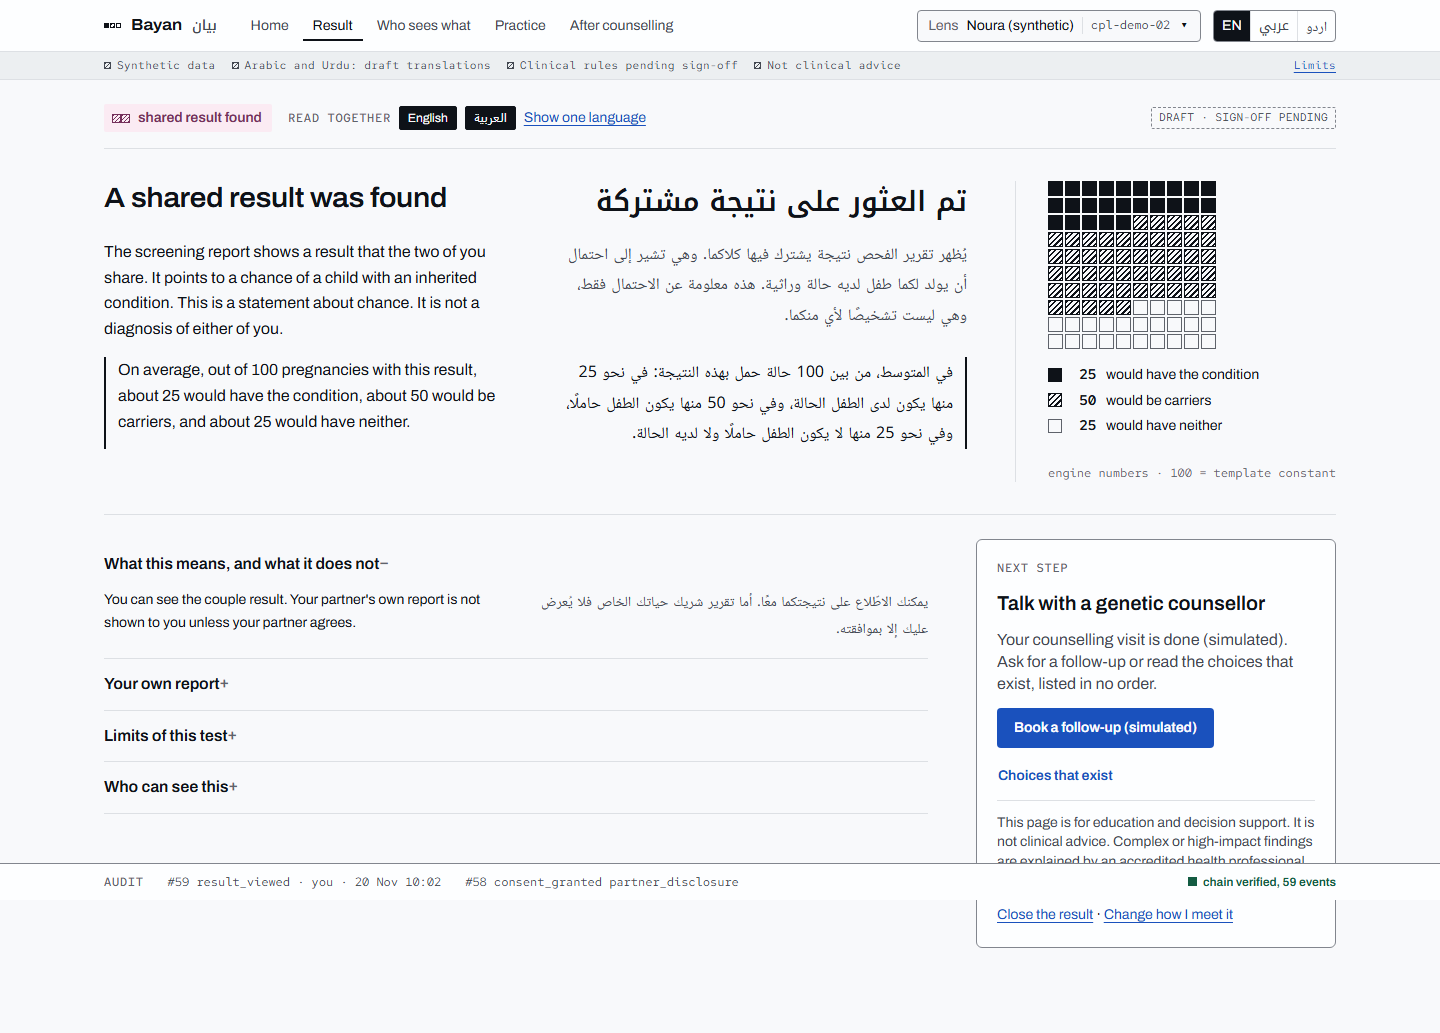 Bayan بيان Home Result Who sees what Practice After counselling Lens Noura (synthetic) cpl-demo-02 ▾ EN عربي اردو
Synthetic data Arabic and Urdu: draft translations Clinical rules pending sign-off Not clinical advice Limits
shared result found READ TOGETHER English العربية Show one language DRAFT · SIGN-OFF PENDING
A shared result was found
The screening report shows a result that the two of you
share. It points to a chance of a child with an inherited
condition. This is a statement about chance. It is not a
diagnosis of either of you.
On average, out of 100 pregnancies with this result,
about 25 would have the condition, about 50 would be
carriers, and about 25 would have neither.
تم العثور على نتيجة مشتركة
يُظهر تقرير الفحص نتيجة يشترك فيها كلاكما. وهي تشير إلى احتمال
أن يولد لكما طفل لديه حالة وراثية. هذه معلومة عن الاحتمال فقط،
وهي ليست تشخيصًا لأي منكما.
في المتوسط، من بين 100 حالة حمل بهذه النتيجة: في نحو 25
منها يكون لدى الطفل الحالة، وفي نحو 50 منها يكون الطفل حاملًا،
وفي نحو 25 منها لا يكون الطفل حاملًا ولا لديه الحالة.
25 would have the condition
50 would be carriers
25 would have neither
engine numbers · 100 = template constant
What this means, and what it does not−
You can see the couple result. Your partner's own report is not
shown to you unless your partner agrees.
يمكنك الاطّلاع على نتيجتكما معًا. أما تقرير شريك حياتك الخاص فلا يُعرض
عليك إلا بموافقته.
Your own report+
Limits of this test+
Who can see this+
NEXT STEP
Talk with a genetic counsellor
Your counselling visit is done (simulated).
Ask for a follow-up or read the choices that
exist, listed in no order.
Book a follow-up (simulated)
Choices that exist
This page is for education and decision support. It is
not clinical advice. Complex or high-impact findings
are explained by an accredited health professional
AUDIT #59 result_viewed · you · 20 Nov 10:02 #58 consent_granted partner_disclosure chain verified, 59 events
Close the result · Change how I meet it